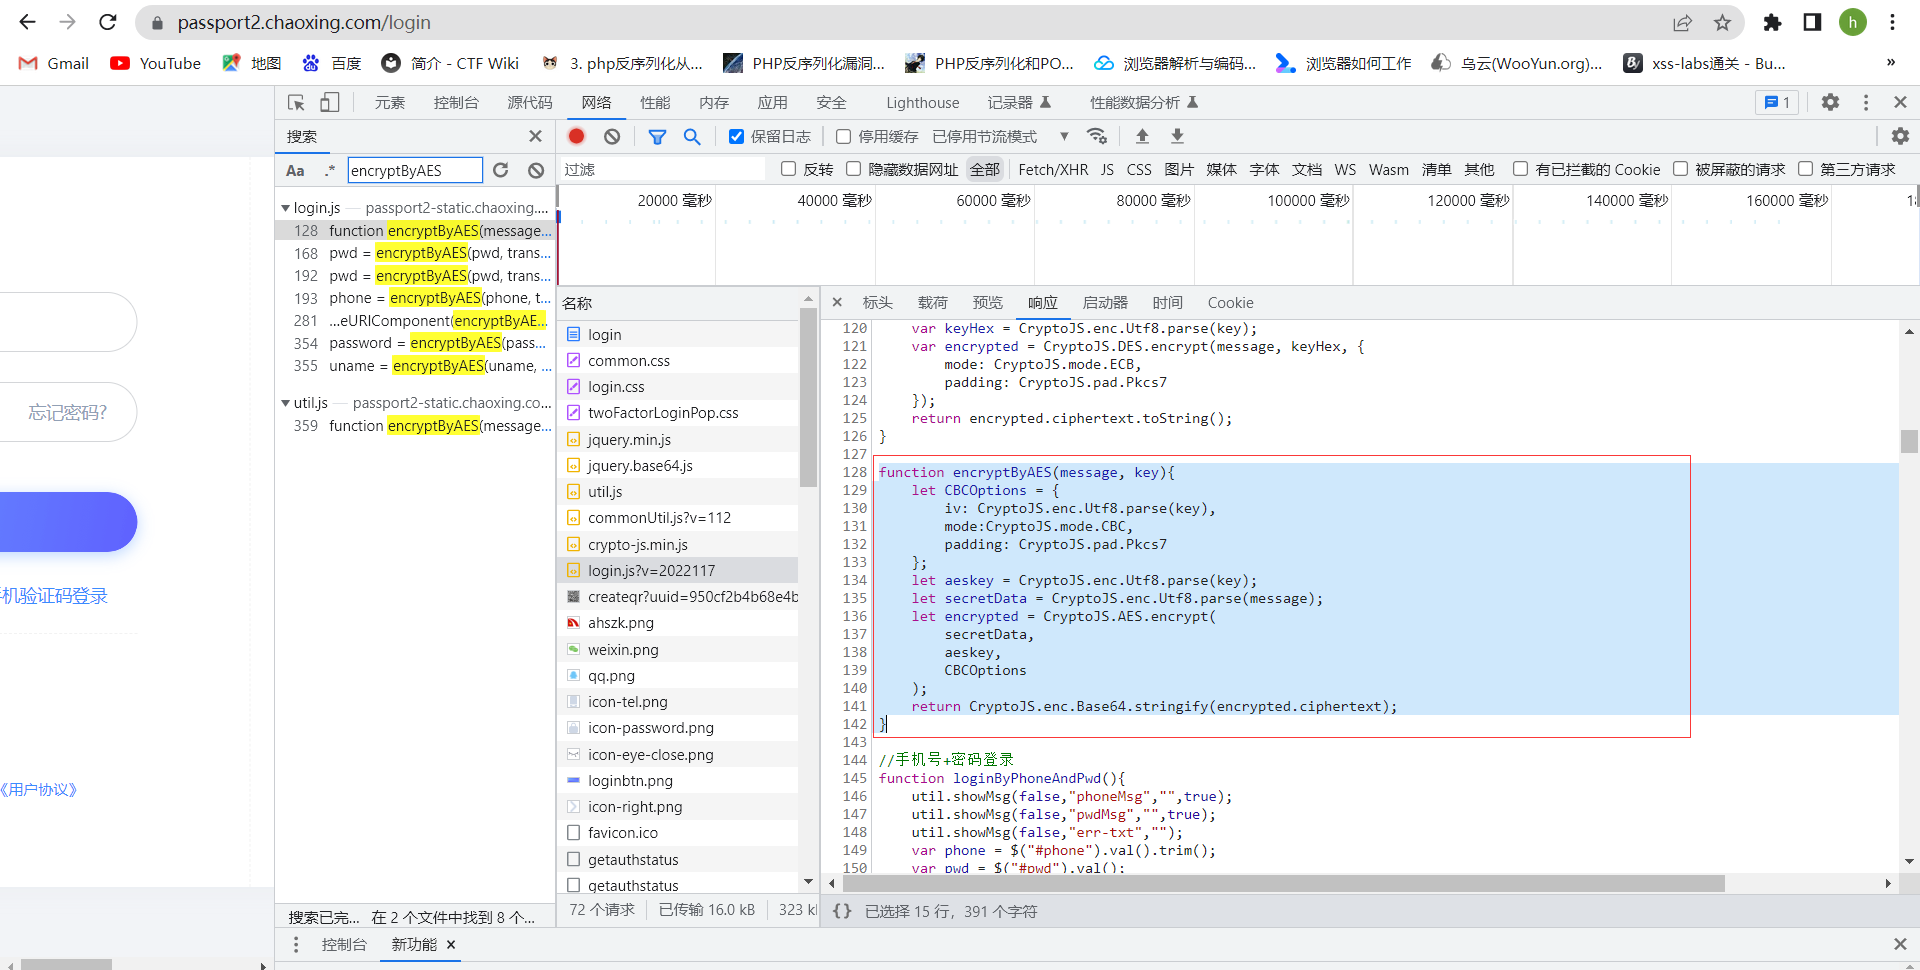 passport2.chaoxing.com/login
h
Gmail YouTube 地图 百度 简介 - CTF Wiki 3. php反序列化从... PHP反序列化漏洞... PHP反序列化和PO... 浏览器解析与编码... 浏览器如何工作 乌云(WooYun.org)... xss-labs通关 - Bu... »
元素 控制台 源代码 网络 性能 内存 应用 安全 Lighthouse 记录器 性能数据分析 1
搜索
保留日志 停用缓存 已停用节流模式
Aa .* encryptByAES
过滤 反转 隐藏数据网址 全部 Fetch/XHR JS CSS 图片 媒体 字体 文档 WS Wasm 清单 其他 有已拦截的 Cookie 被屏蔽的请求 第三方请求
20000 毫秒 40000 毫秒 60000 毫秒 80000 毫秒 100000 毫秒 120000 毫秒 140000 毫秒 160000 毫秒
login.js — passport2-static.chaoxing....
128 function encryptByAES(message...
168 pwd = encryptByAES(pwd, trans...
192 pwd = encryptByAES(pwd, trans...
193 phone = encryptByAES(phone, t...
281 ...eURIComponent(encryptByAE...
354 password = encryptByAES(pass...
355 uname = encryptByAES(uname, ...
util.js — passport2-static.chaoxing.co...
359 function encryptByAES(message...
忘记密码?
机验证码登录
《用户协议》
搜索已完... 在 2 个文件中找到 8 个...
名称
login
common.css
login.css
twoFactorLoginPop.css
jquery.min.js
jquery.base64.js
util.js
commonUtil.js?v=112
crypto-js.min.js
login.js?v=2022117
createqr?uuid=950cf2b4b68e4b
ahszk.png
weixin.png
qq.png
icon-tel.png
icon-password.png
icon-eye-close.png
loginbtn.png
icon-right.png
favicon.ico
getauthstatus
getauthstatus
72 个请求 已传输 16.0 kB 323 k
标头 载荷 预览 响应 启动器 时间 Cookie
120 var keyHex = CryptoJS.enc.Utf8.parse(key);
121 var encrypted = CryptoJS.DES.encrypt(message, keyHex, {
122 mode: CryptoJS.mode.ECB,
123 padding: CryptoJS.pad.Pkcs7
124 });
125 return encrypted.ciphertext.toString();
126 }
127
128 function encryptByAES(message, key){
129 let CBCOptions = {
130 iv: CryptoJS.enc.Utf8.parse(key),
131 mode:CryptoJS.mode.CBC,
132 padding: CryptoJS.pad.Pkcs7
133 };
134 let aeskey = CryptoJS.enc.Utf8.parse(key);
135 let secretData = CryptoJS.enc.Utf8.parse(message);
136 let encrypted = CryptoJS.AES.encrypt(
137 secretData,
138 aeskey,
139 CBCOptions
140 );
141 return CryptoJS.enc.Base64.stringify(encrypted.ciphertext);
142 }
143
144 //手机号+密码登录
145 function loginByPhoneAndPwd(){
146 util.showMsg(false,"phoneMsg","",true);
147 util.showMsg(false,"pwdMsg","",true);
148 util.showMsg(false,"err-txt","");
149 var phone = $("#phone").val().trim();
150 var pwd = $("#pwd").val();
{} 已选择 15 行，391 个字符
控制台 新功能